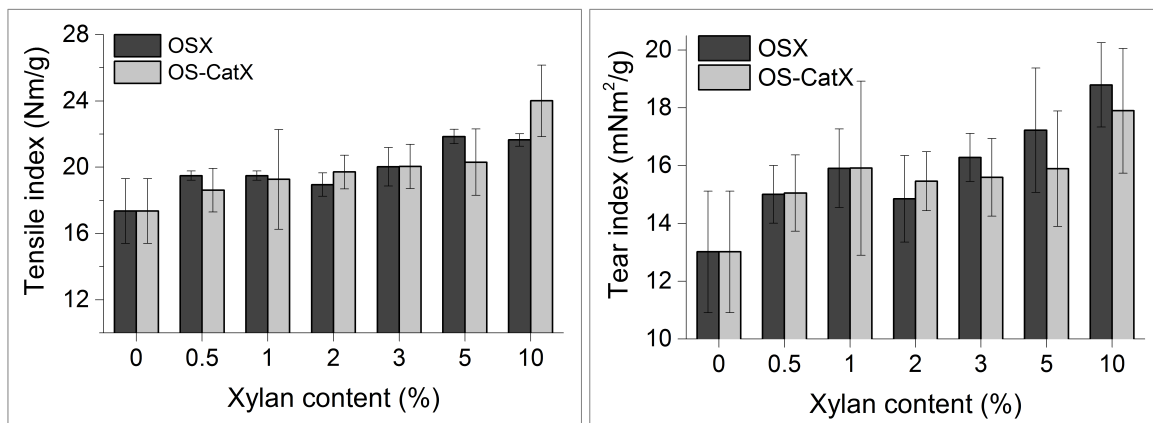 Tensile index (Nm/g)
28
24
20
16
12
OSX
OS-CatX
0 0.5 1 2 3 5 10
Xylan content (%)
Tear index (mNm²/g)
20
18
16
14
12
10
OSX
OS-CatX
0 0.5 1 2 3 5 10
Xylan content (%)